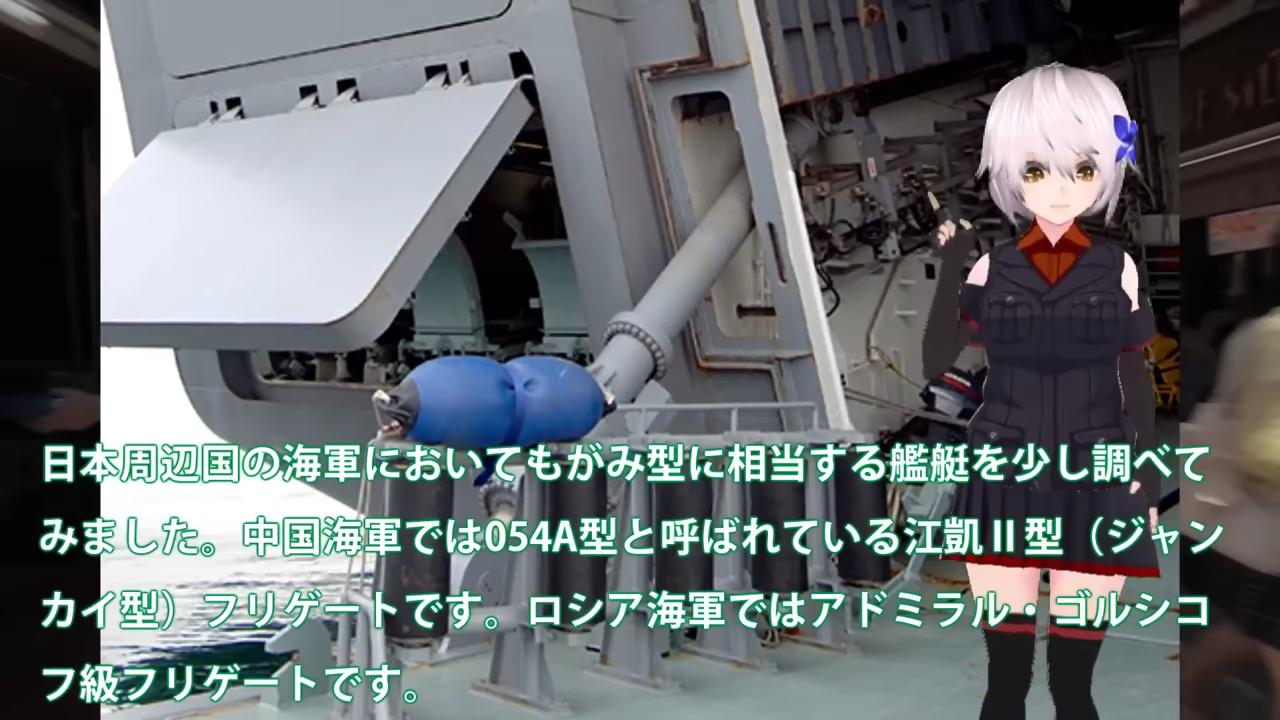 日本周辺国の海軍においてもがみ型に相当する艦艇を少し調べて
みました。中国海軍では054A型と呼ばれている江凱Ⅱ型（ジャン
カイ型）フリゲートです。ロシア海軍ではアドミラル・ゴルシコ
フ級フリゲートです。